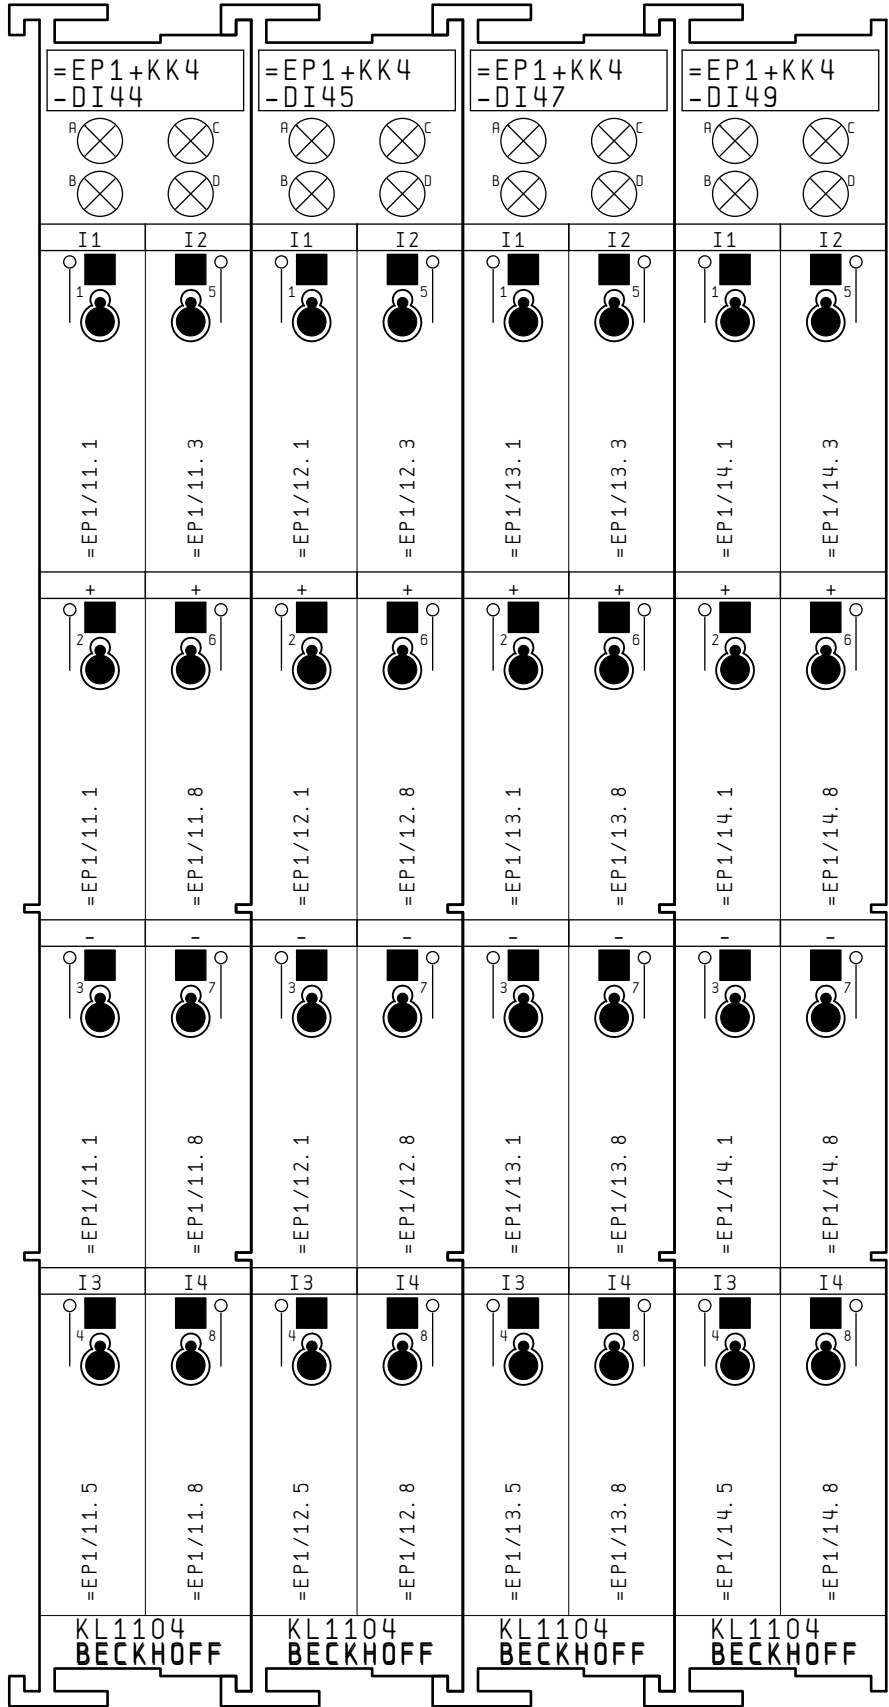 =EP1+KK4
-DI44
=EP1+KK4
-DI45
=EP1+KK4
-DI47
=EP1+KK4
-DI49
A C A C A C A C
B D B D B D B D
I1 I2 I1 I2 I1 I2 I1 I2
1 5 1 5 1 5 1 5
=EP1/11.1
=EP1/11.3
=EP1/12.1
=EP1/12.3
=EP1/13.1
=EP1/13.3
=EP1/14.1
=EP1/14.3
+ + + + + + + +
2 6 2 6 2 6 2 6
=EP1/11.1
=EP1/11.8
=EP1/12.1
=EP1/12.8
=EP1/13.1
=EP1/13.8
=EP1/14.1
=EP1/14.8
- - - - - - - -
3 7 3 7 3 7 3 7
=EP1/11.1
=EP1/11.8
=EP1/12.1
=EP1/12.8
=EP1/13.1
=EP1/13.8
=EP1/14.1
=EP1/14.8
I3 I4 I3 I4 I3 I4 I3 I4
4 8 4 8 4 8 4 8
=EP1/11.5
=EP1/11.8
=EP1/12.5
=EP1/12.8
=EP1/13.5
=EP1/13.8
=EP1/14.5
=EP1/14.8
KL1104
BECKHOFF
KL1104
BECKHOFF
KL1104
BECKHOFF
KL1104
BECKHOFF